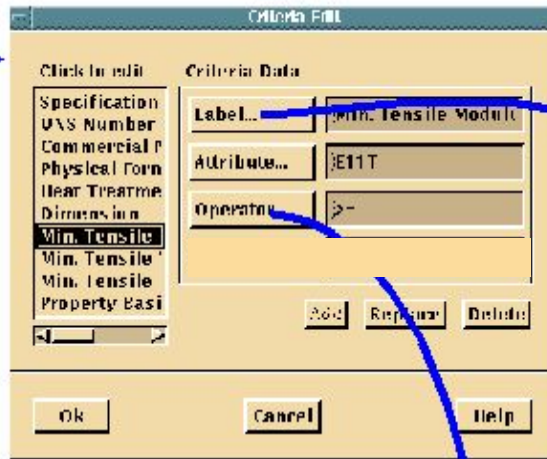 Criteria Edit
Click to edit
Criteria Data
Specification
UNS Number
Commercial
Physical Form
Heat Treatme
Dimension
Min. Tensile
Min. Tensile
Min. Tensile
Property Basi
Label...
Min. Tensile Modul
Attribute...
E11T
Operator...
>=
Add
Replace
Delete
Ok
Cancel
Help